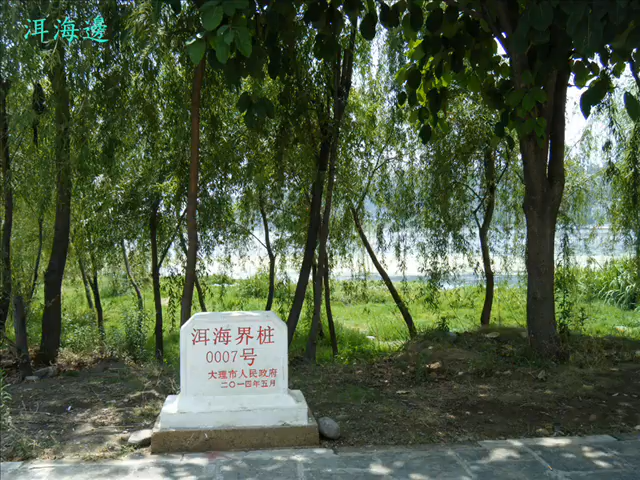 洱海邊
洱海界桩
0007号
大理市人民政府
二〇一四年五月